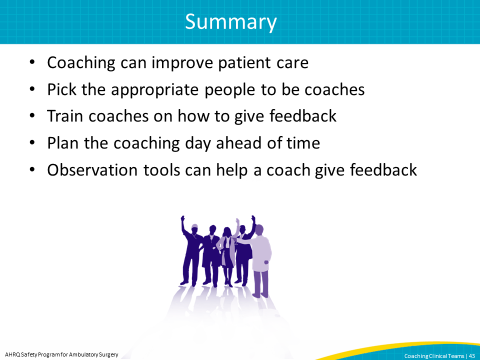 Summary
• Coaching can improve patient care
• Pick the appropriate people to be coaches
• Train coaches on how to give feedback
• Plan the coaching day ahead of time
• Observation tools can help a coach give feedback
AHRQ Safety Program for Ambulatory Surgery
Coaching Clinical Teams | 43